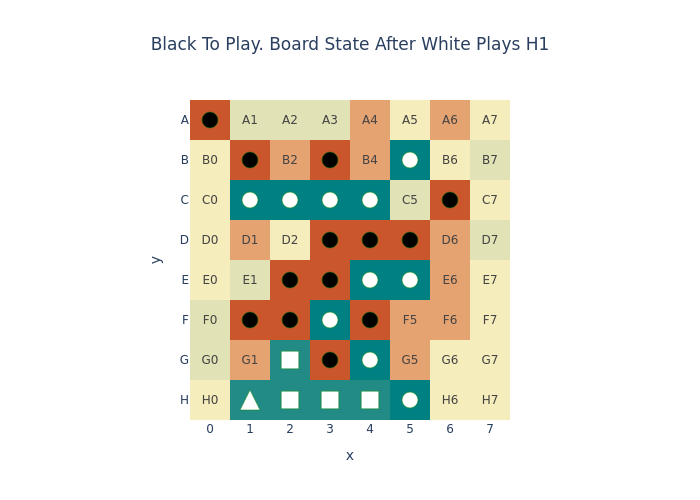 Black To Play. Board State After White Plays H1
A A1 A2 A3 A4 A5 A6 A7
B B0 B2 B4 B6 B7
C C0 C5 C7
D D0 D1 D2 D6 D7
y
E E0 E1 E6 E7
F F0 F5 F6 F7
G G0 G1 G5 G6 G7
H H0 H6 H7
0 1 2 3 4 5 6 7
x